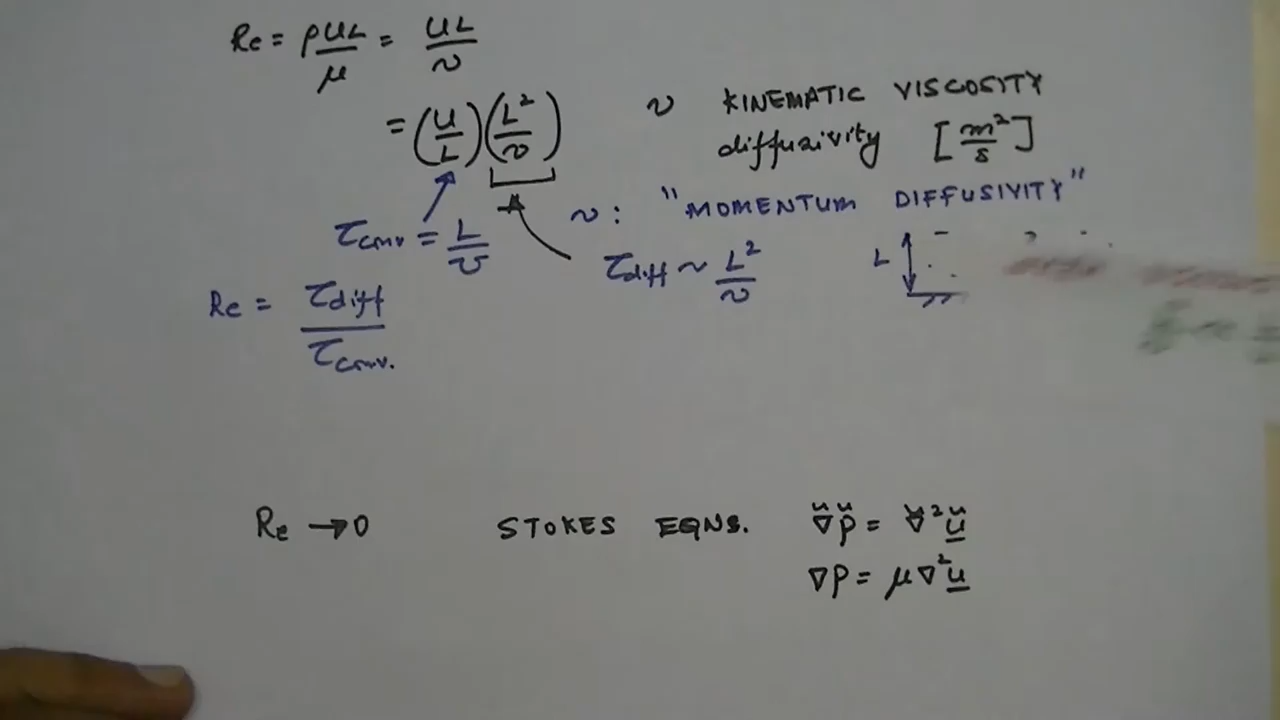 Re = ρUL/μ = UL/ν
= (U/L)(L²/ν)
ν KINEMATIC VISCOSITY
diffusivity [m²/s]
ν: "MOMENTUM DIFFUSIVITY"
τconv = L/U
τdiff ~ L²/ν
L
Re = τdiff/τconv.
Re → 0 STOKES EQNS. ∇p = ∇²u
∇p = μ∇²u